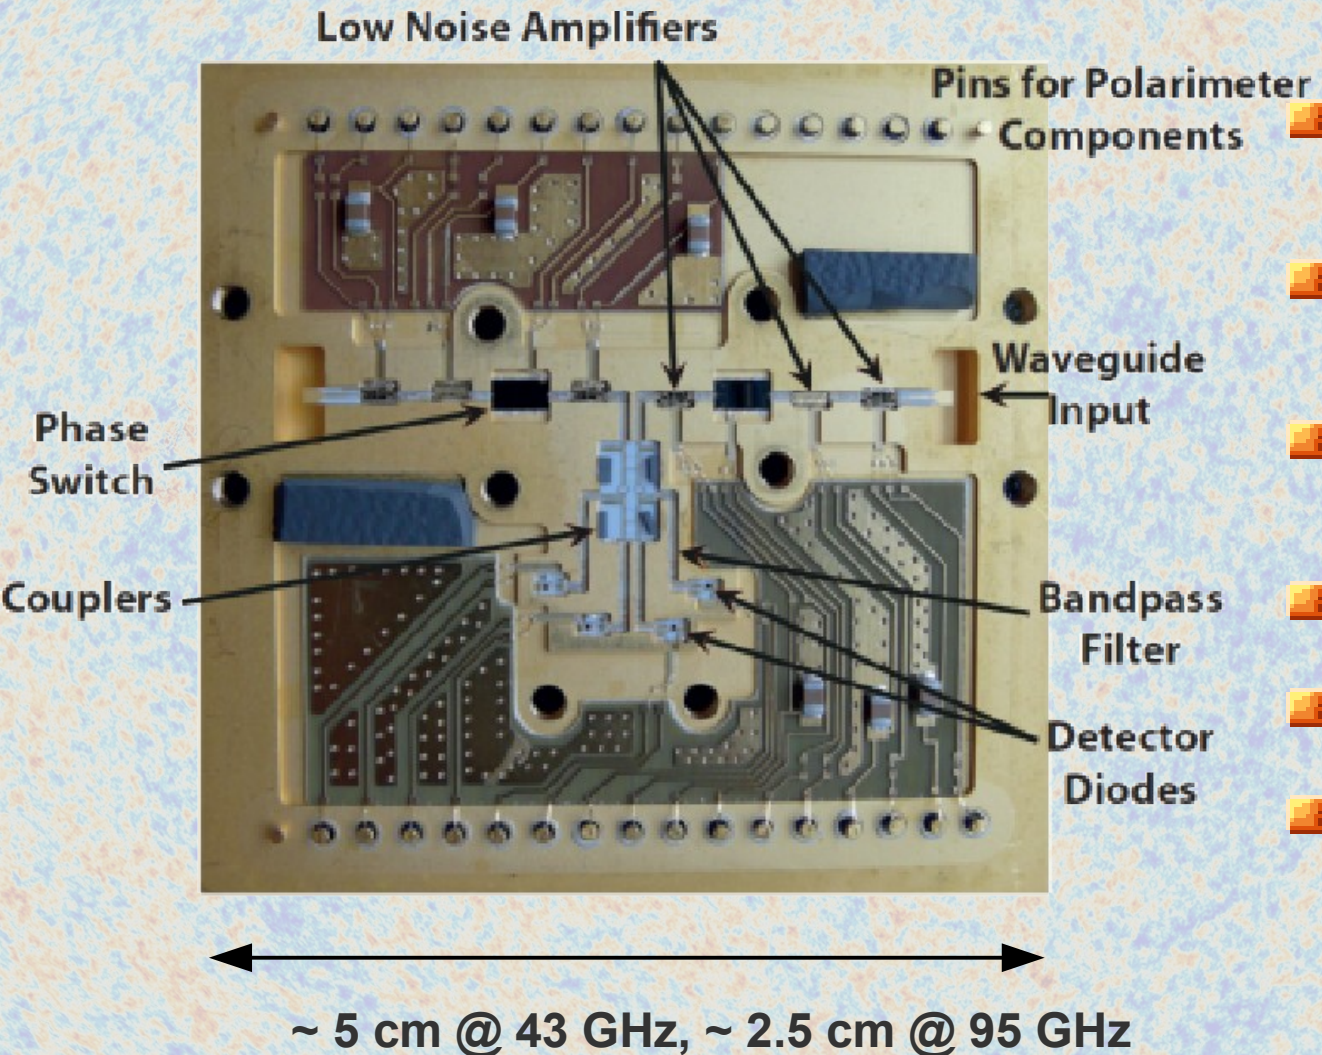 Low Noise Amplifiers
Pins for Polarimeter
Components
Waveguide
Input
Phase
Switch
Couplers
Bandpass
Filter
Detector
Diodes
~ 5 cm @ 43 GHz, ~ 2.5 cm @ 95 GHz